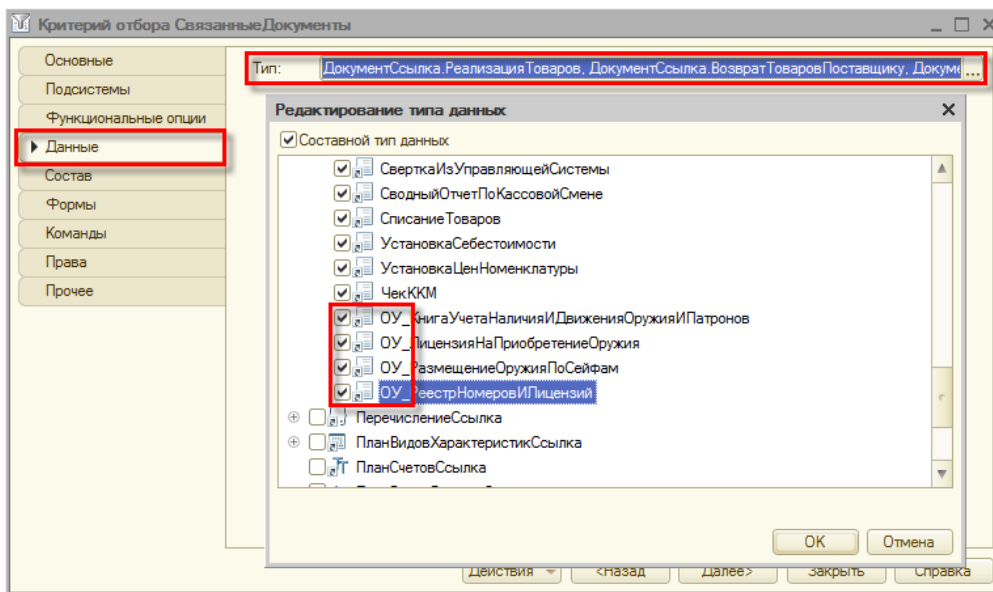 Критерий отбора СвязанныеДокументы
Основные
Подсистемы
Функциональные опции
Данные
Состав
Формы
Команды
Права
Прочее
Тип: ДокументСсылка.РеализацияТоваров, ДокументСсылка.ВозвратТоваровПоставщику, Докуме ...
Редактирование типа данных
Составной тип данных
СверткаИзУправляющейСистемы
СводныйОтчетПоКассовойСмене
СписаниеТоваров
УстановкаСебестоимости
УстановкаЦенНоменклатуры
ЧекККМ
ОУ_КнигаУчетаНаличияИДвиженияОружияИПатронов
ОУ_ЛицензияНаПриобретениеОружия
ОУ_РазмещениеОружияПоСейфам
ОУ_РеестрНомеровИЛицензий
ПеречислениеСсылка
ПланВидовХарактеристикСсылка
ПланСчетовСсылка
OK Отмена
Действия <Назад Далее> Закрыть Справка